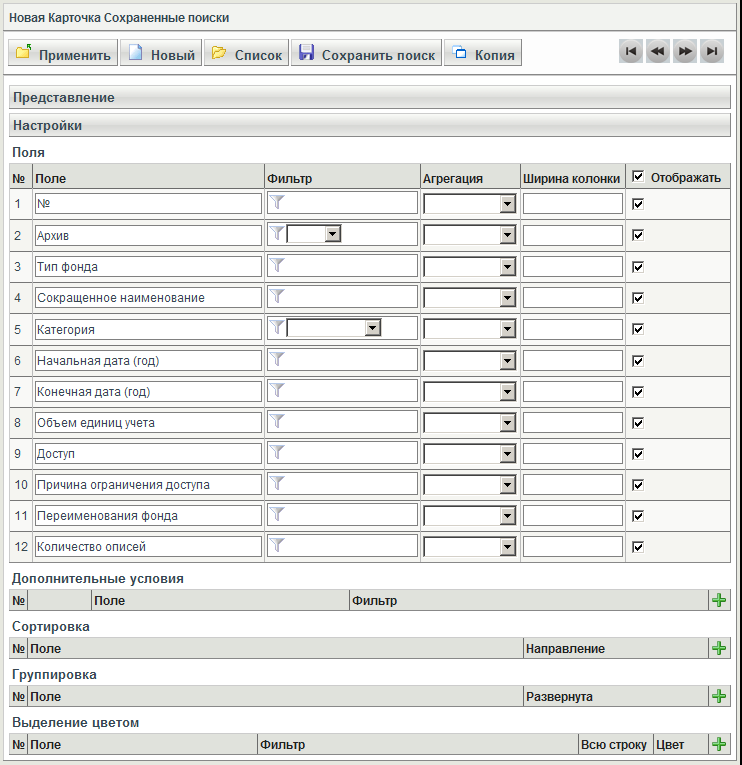 Новая Карточка Сохраненные поиски
Применить Новый Список Сохранить поиск Копия
Представление
Настройки
Поля
№ Поле Фильтр Агрегация Ширина колонки Отображать
1 №
2 Архив
3 Тип фонда
4 Сокращенное наименование
5 Категория
6 Начальная дата (год)
7 Конечная дата (год)
8 Объем единиц учета
9 Доступ
10 Причина ограничения доступа
11 Переименования фонда
12 Количество описей
Дополнительные условия
№ Поле Фильтр
Сортировка
№ Поле Направление
Группировка
№ Поле Развернута
Выделение цветом
№ Поле Фильтр Всю строку Цвет